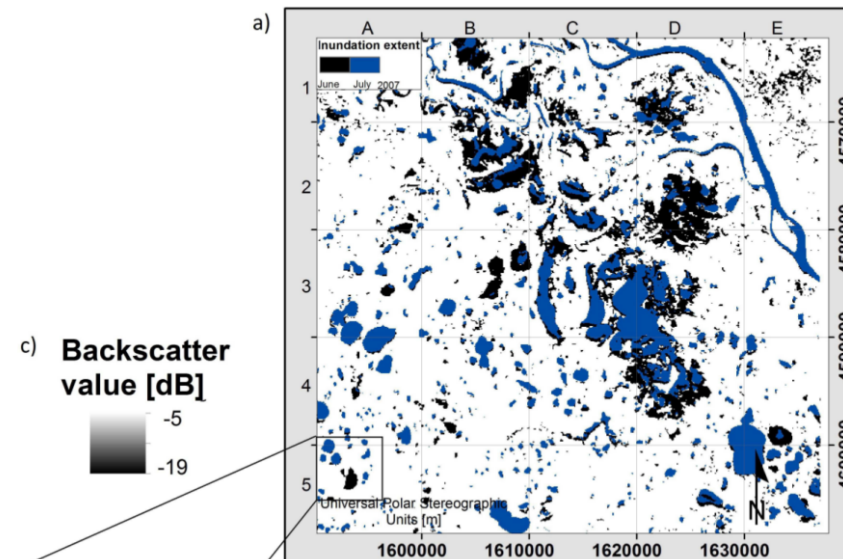 a)
A B C D E
Inundation extent
June July 2007
1
2
3
4
5
4570000
c) Backscatter
value [dB]
-5
-19
Universal Polar Stereographic
Units [m]
N
1600000 1610000 1620000 1630000